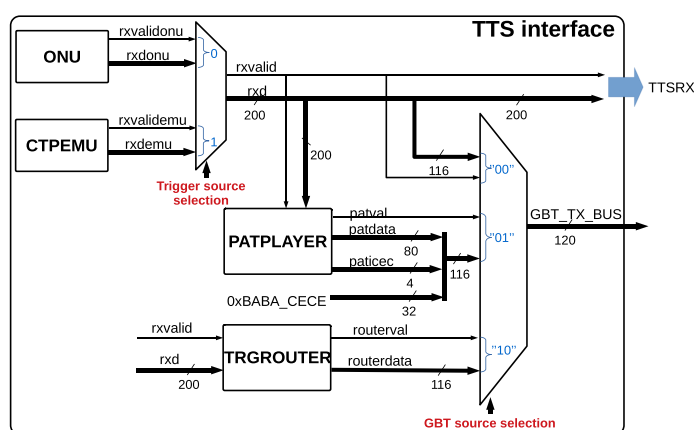 TTS interface
rxvalidonu
ONU
rxdonu
0
rxvalid
rxd
200
200
TTSRX
rxvalidemu
CTPEMU
rxdemu
1
200
116
"00"
Trigger source
selection
patval
GBT_TX_BUS
PATPLAYER
patdata
80
"01"
120
paticec
4
116
0xBABA_CECE
32
rxvalid
routerval
TRGROUTER
"10"
rxd
routerdata
200
116
GBT source selection